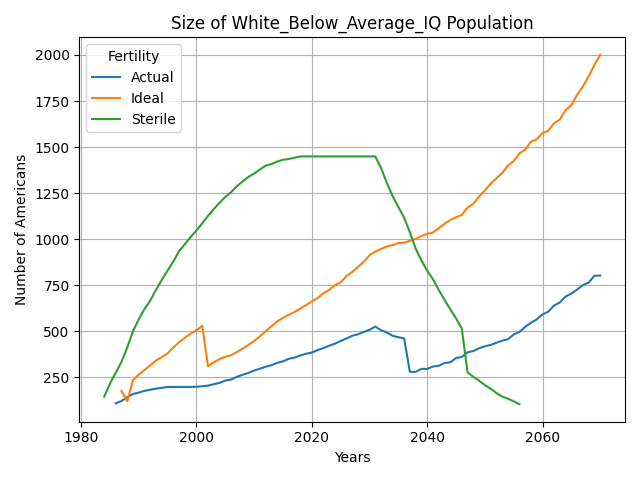 Size of White_Below_Average_IQ Population
Fertility
Actual
Ideal
Sterile
2000
1750
1500
1250
1000
750
500
250
Number of Americans
1980
2000
2020
2040
2060
Years